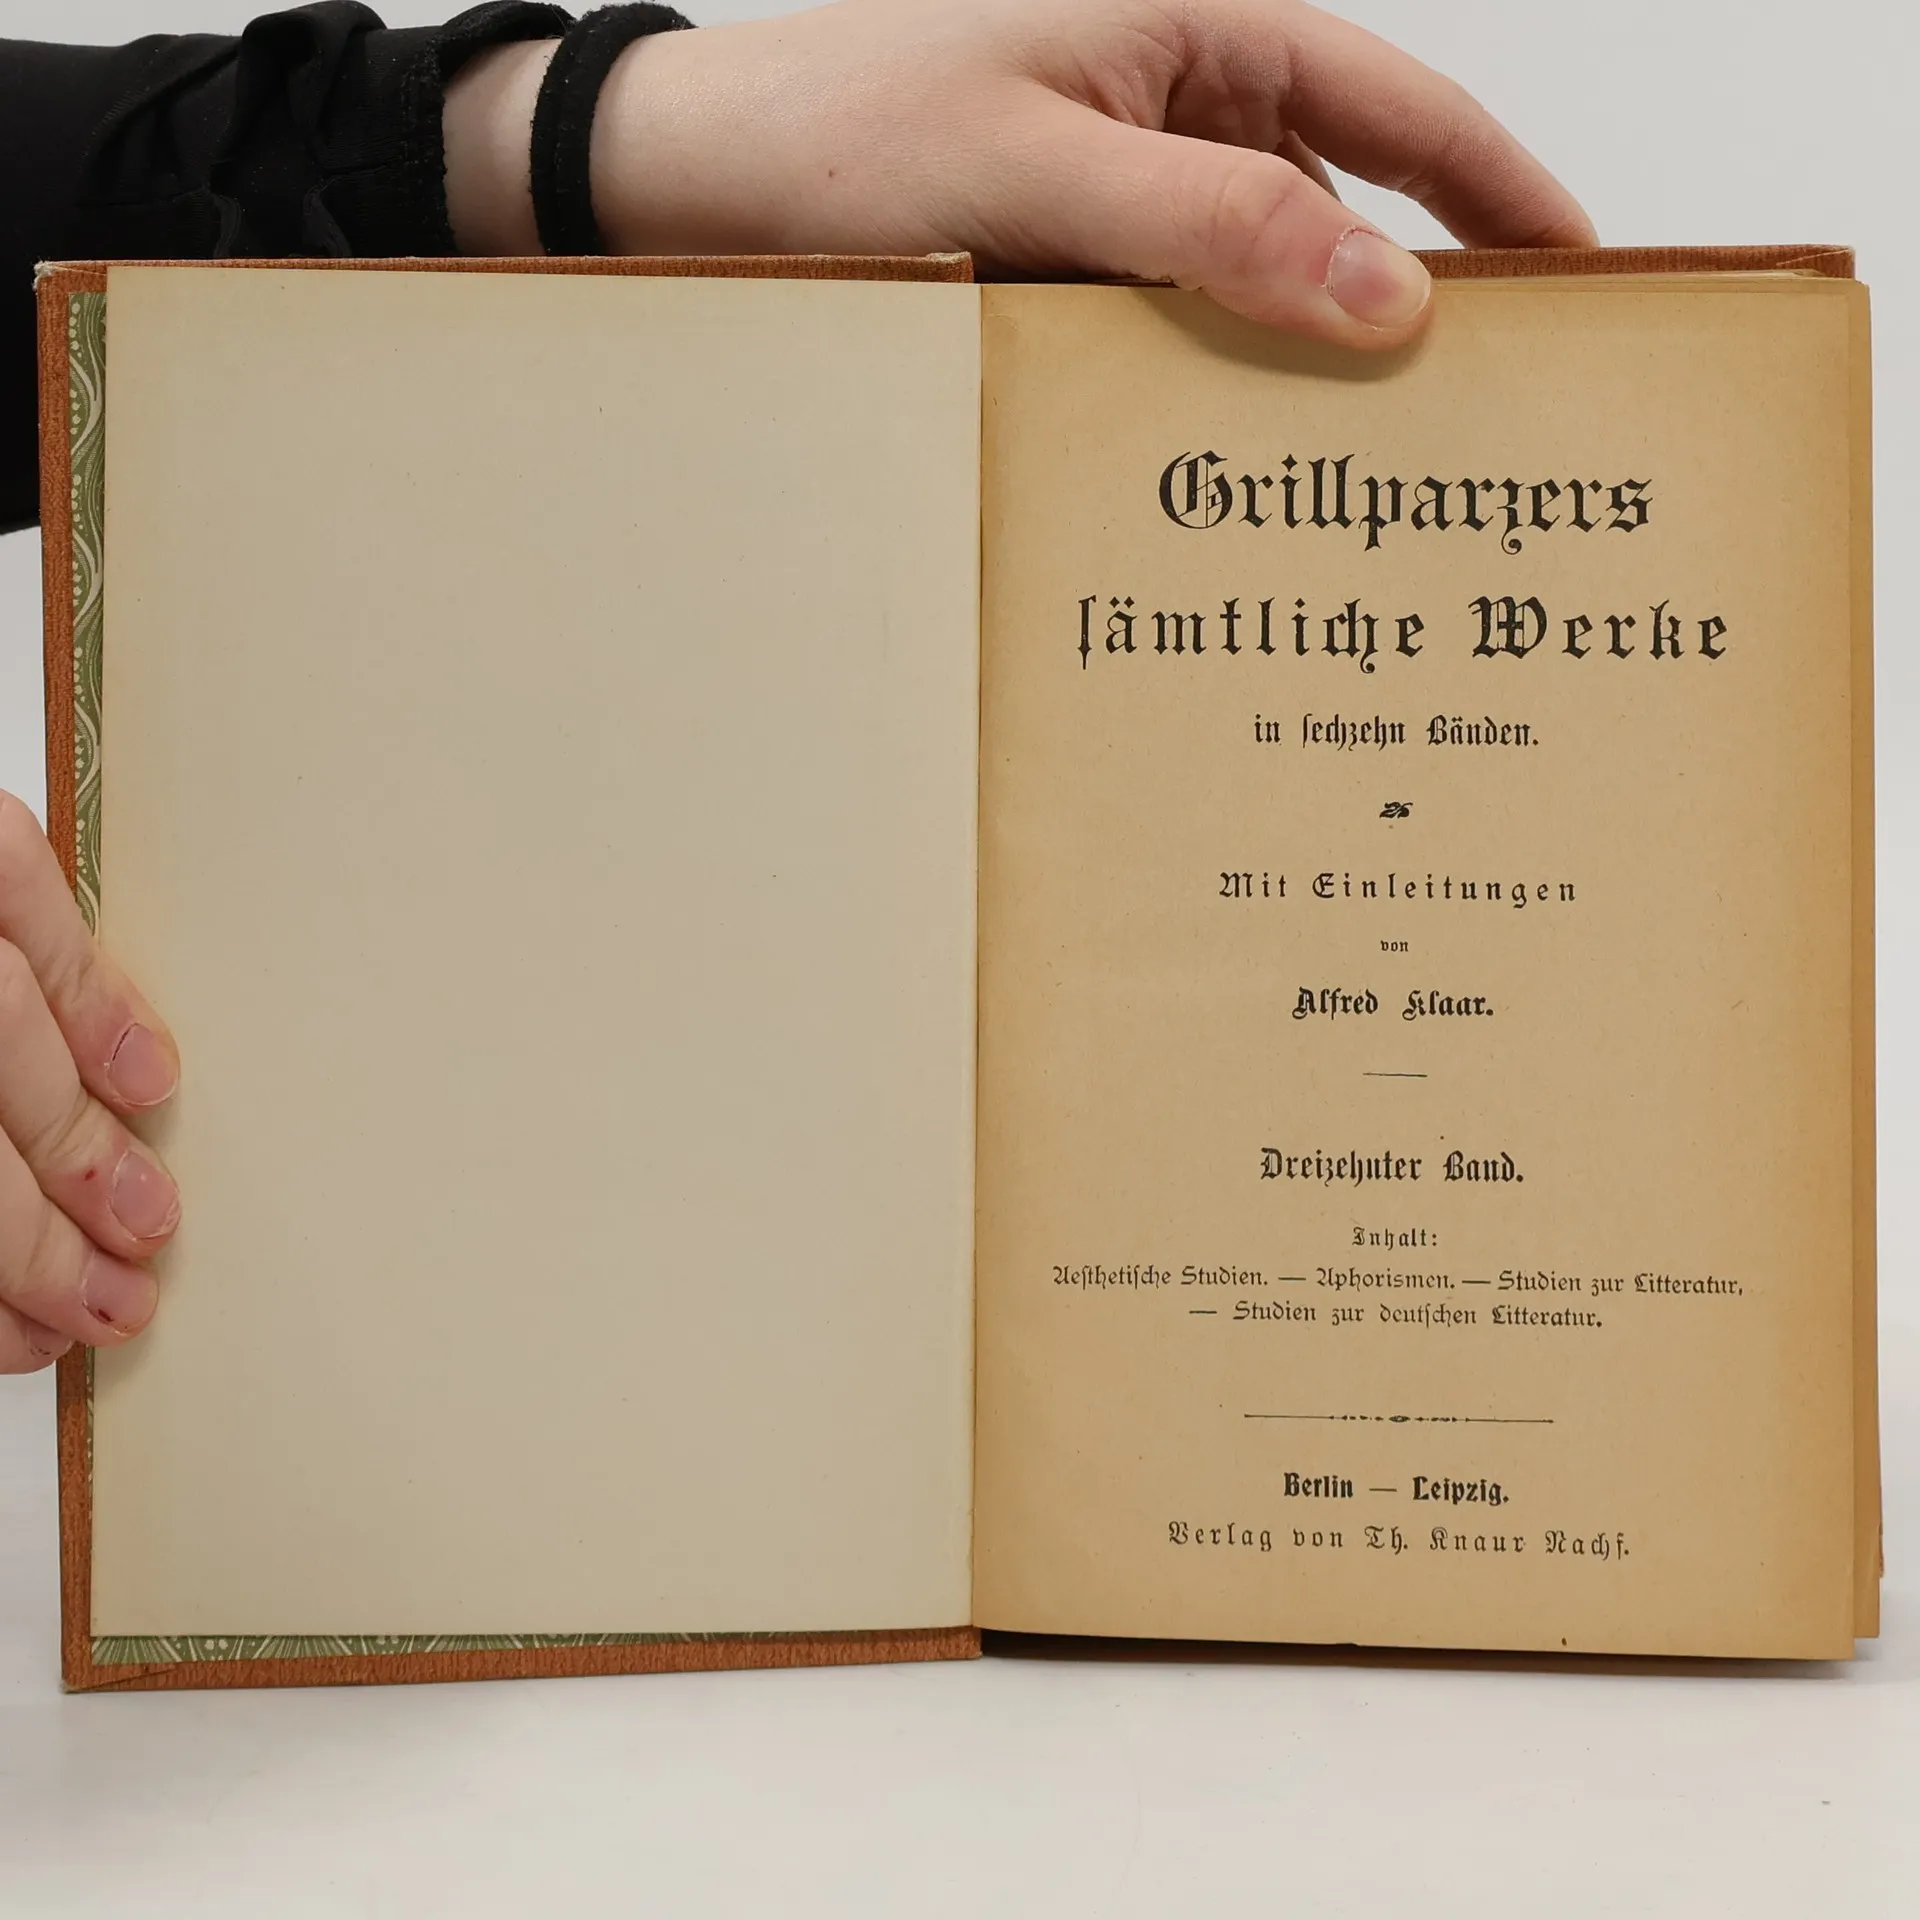 Grillparzers
ſämtliche Werke
in ſechzehn Bänden.
Mit Einleitungen
von
Alfred Klaar.
Dreizehnter Band.
Inhalt:
Aeſthetiſche Studien. — Aphorismen. — Studien zur Litteratur.
— Studien zur deutſchen Litteratur.
Berlin — Leipzig.
Verlag von Th. Knaur Nachf.